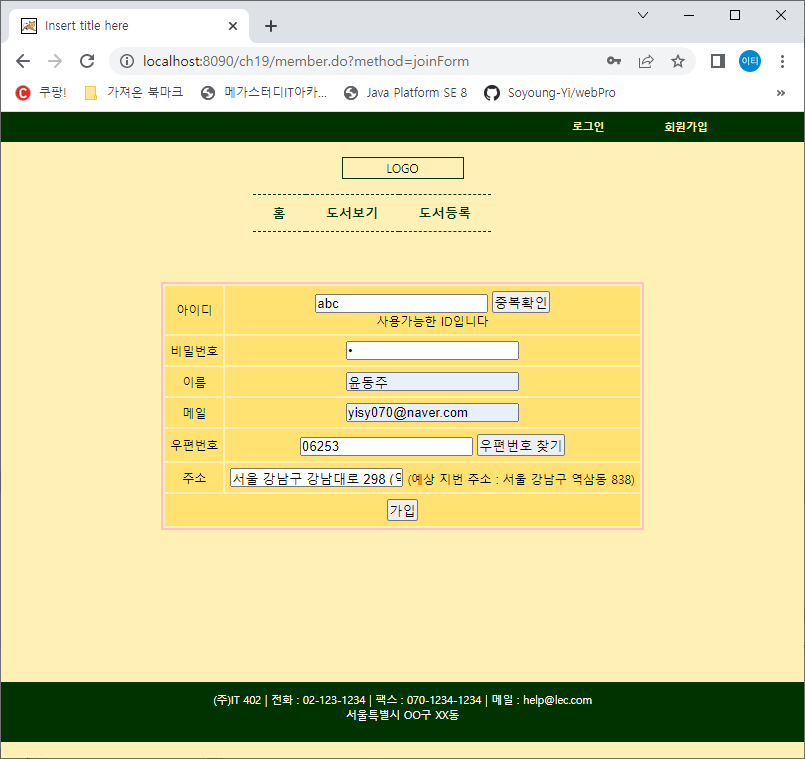 Insert title here
localhost:8090/ch19/member.do?method=joinForm
이티
쿠팡! 가져온 북마크 메가스터디IT아카... Java Platform SE 8 Soyoung-Yi/webPro »
로그인 회원가입
LOGO
홈 도서보기 도서등록
아이디 abc 중복확인
사용가능한 ID입니다
비밀번호 •
이름 윤동주
메일 yisy070@naver.com
우편번호 06253 우편번호 찾기
주소 서울 강남구 강남대로 298 (역 (예상 지번 주소 : 서울 강남구 역삼동 838)
가입
(주)IT 402 | 전화 : 02-123-1234 | 팩스 : 070-1234-1234 | 메일 : help@lec.com
서울특별시 OO구 XX동